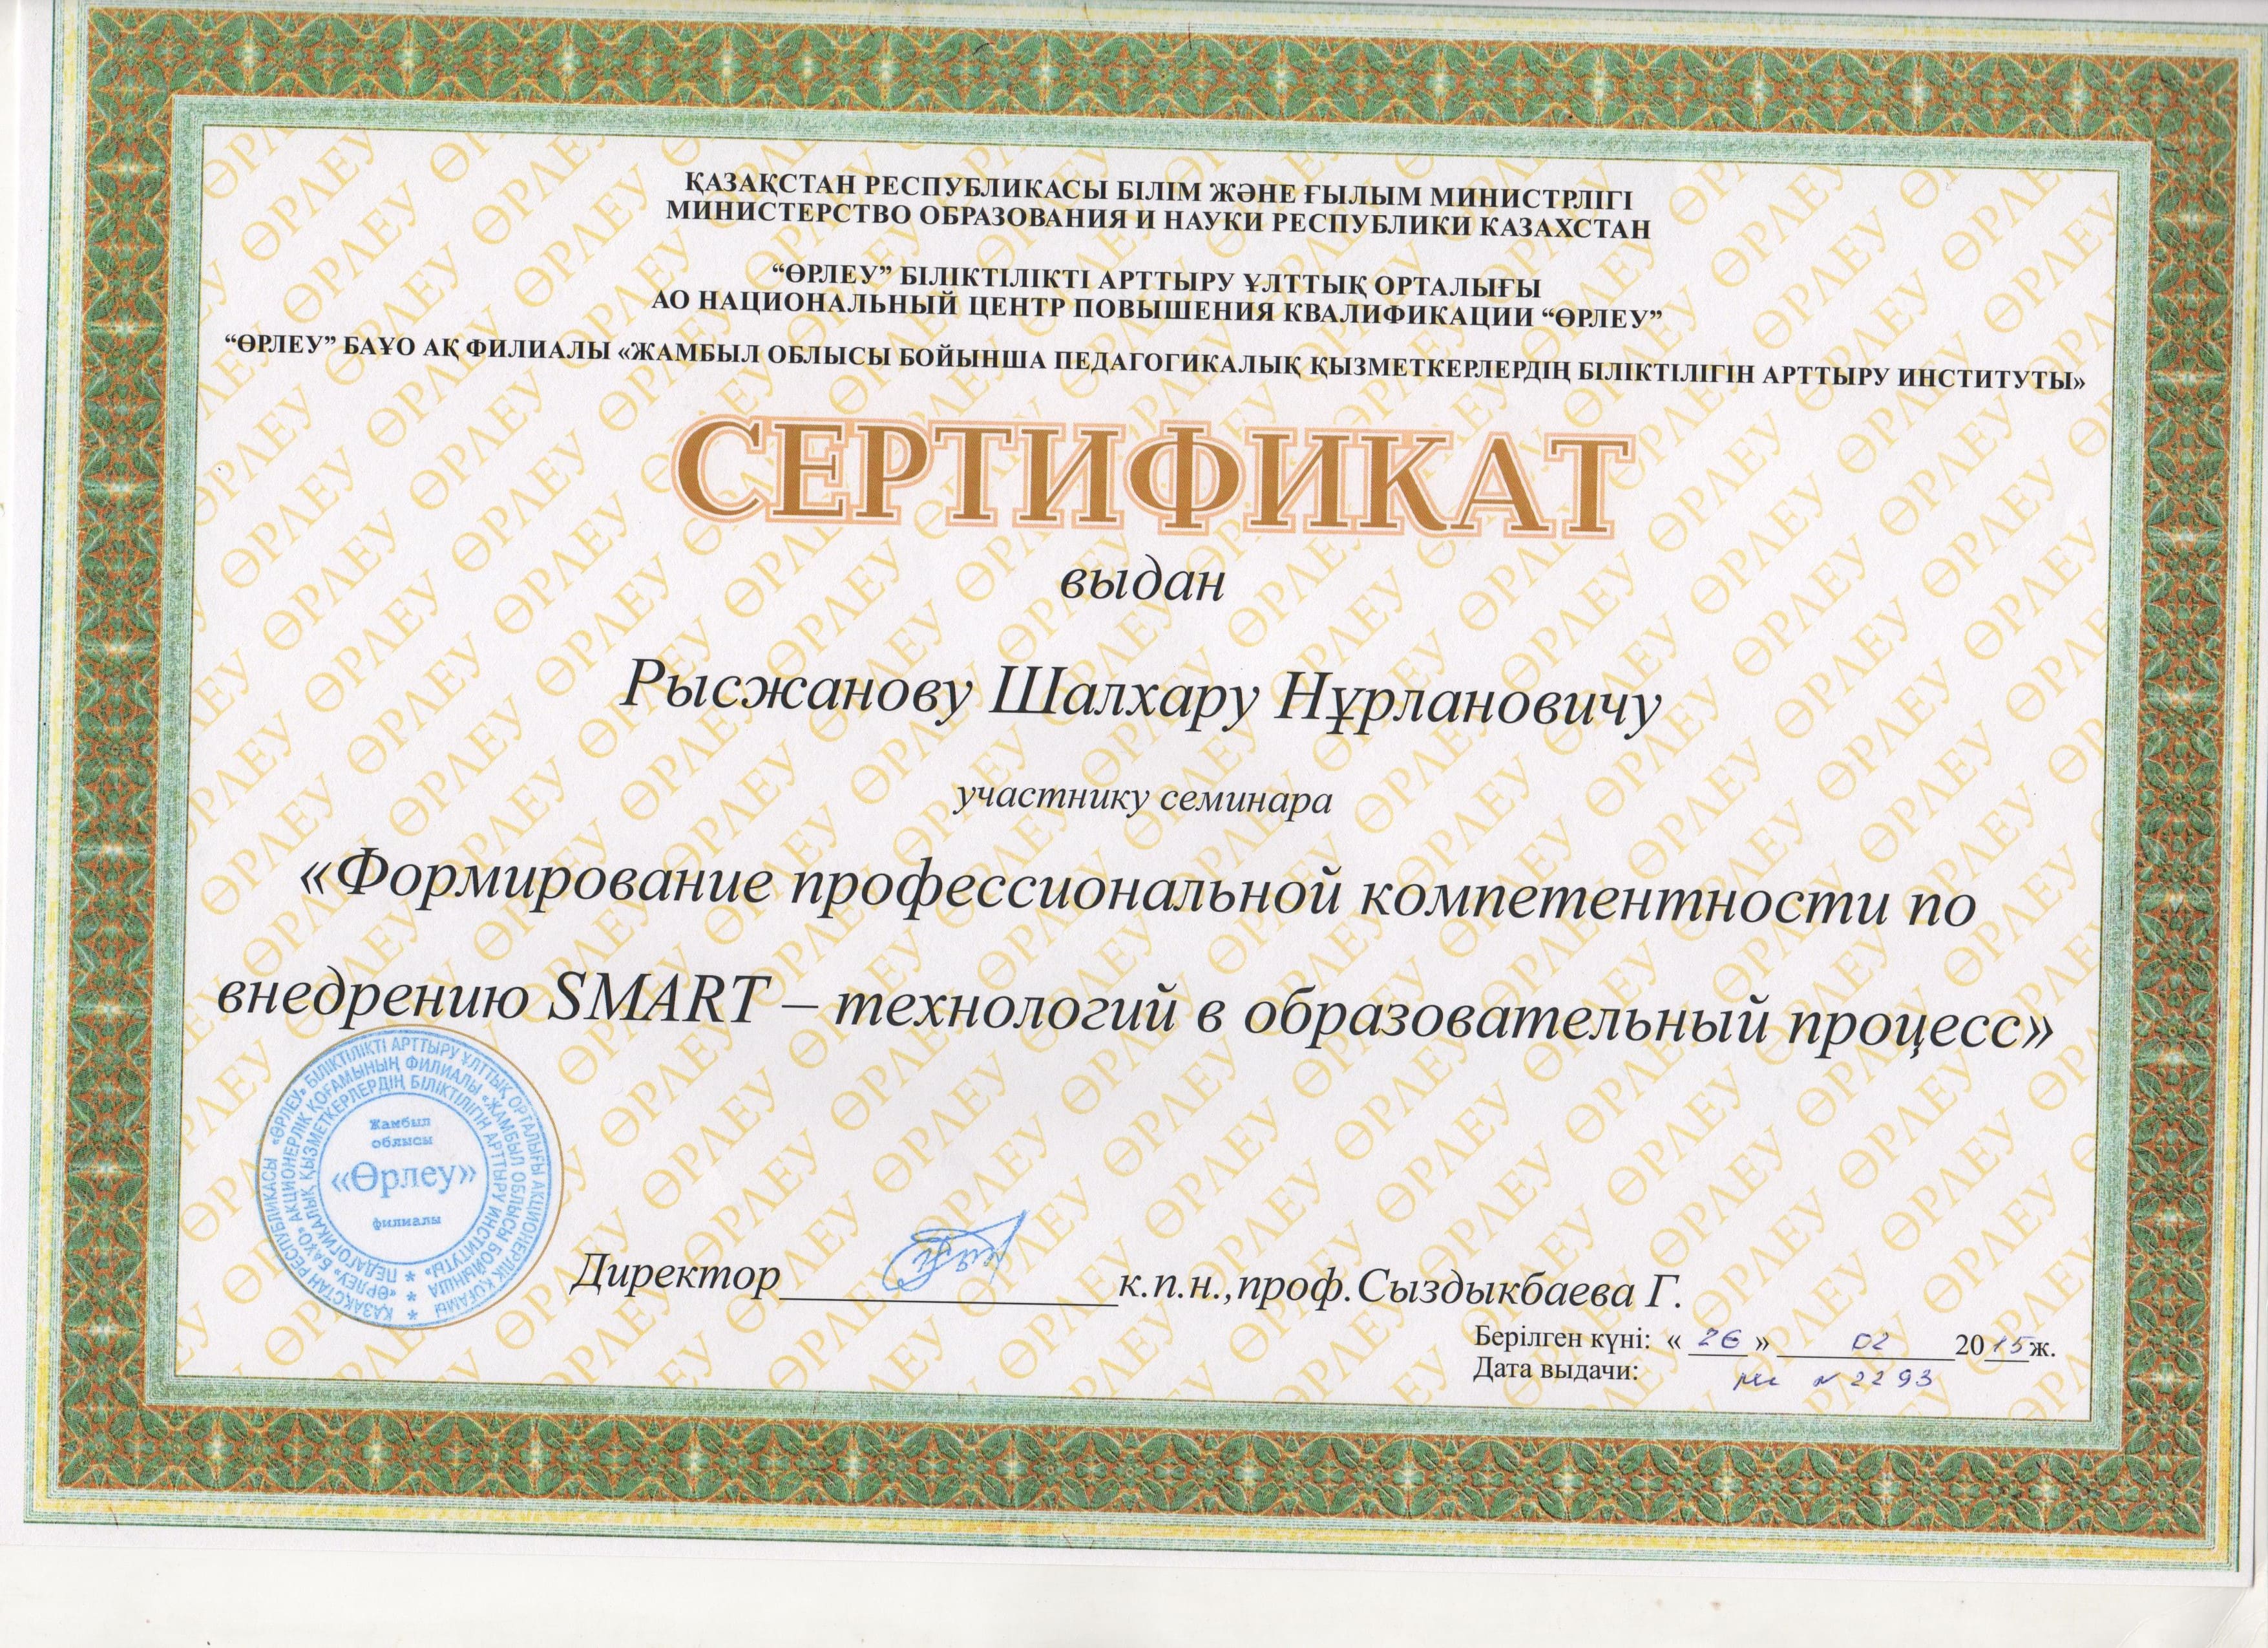 ҚАЗАҚСТАН РЕСПУБЛИКАСЫ БІЛІМ ЖӘНЕ ҒЫЛЫМ МИНИСТРЛІГІ
МИНИСТЕРСТВО ОБРАЗОВАНИЯ И НАУКИ РЕСПУБЛИКИ КАЗАХСТАН
“ӨРЛЕУ” БІЛІКТІЛІКТІ АРТТЫРУ ҰЛТТЫҚ ОРТАЛЫҒЫ
АО НАЦИОНАЛЬНЫЙ ЦЕНТР ПОВЫШЕНИЯ КВАЛИФИКАЦИИ “ӨРЛЕУ”
“ӨРЛЕУ” БАҰО АҚ ФИЛИАЛЫ «ЖАМБЫЛ ОБЛЫСЫ БОЙЫНША ПЕДАГОГИКАЛЫҚ ҚЫЗМЕТКЕРЛЕРДІҢ БІЛІКТІЛІГІН АРТТЫРУ ИНСТИТУТЫ»
СЕРТИФИКАТ
выдан
Рысжанову Шалхару Нұрлановичу
участнику семинара
«Формирование профессиональной компетентности по
внедрению SMART – технологий в образовательный процесс»
ҚАЗАҚСТАН РЕСПУБЛИКАСЫ «ӨРЛЕУ» БІЛІКТІЛІКТІ АРТТЫРУ ҰЛТТЫҚ ОРТАЛЫҒЫ АКЦИОНЕРЛІК ҚОҒАМЫ
«ӨРЛЕУ» БАҰО» АКЦИОНЕРЛІК ҚОҒАМЫНЫҢ ФИЛИАЛЫ «ЖАМБЫЛ ОБЛЫСЫ БОЙЫНША
ПЕДАГОГИКАЛЫҚ ҚЫЗМЕТКЕРЛЕРДІҢ БІЛІКТІЛІГІН АРТТЫРУ ИНСТИТУТЫ»
Жамбыл
облысы
«Өрлеу»
филиалы
Директор к.п.н.,проф.Сыздыкбаева Г.
Берілген күні: « 26 » 02 2015ж.
Дата выдачи: № 2293